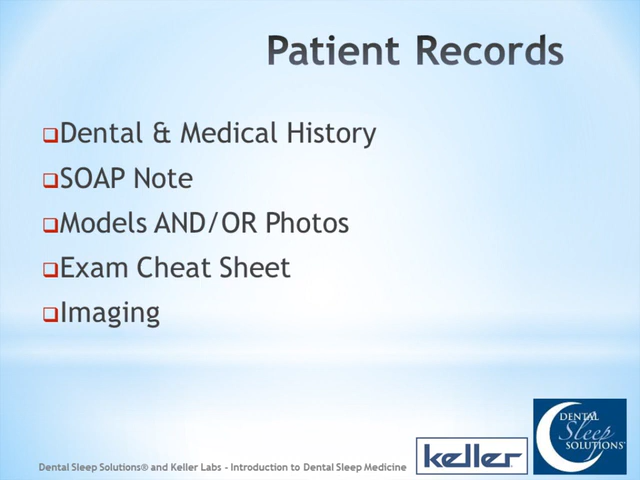 Patient Records
Dental & Medical History
SOAP Note
Models AND/OR Photos
Exam Cheat Sheet
Imaging
Dental Sleep Solutions® and Keller Labs - Introduction to Dental Sleep Medicine
keller
DENTAL
Sleep
SOLUTIONS